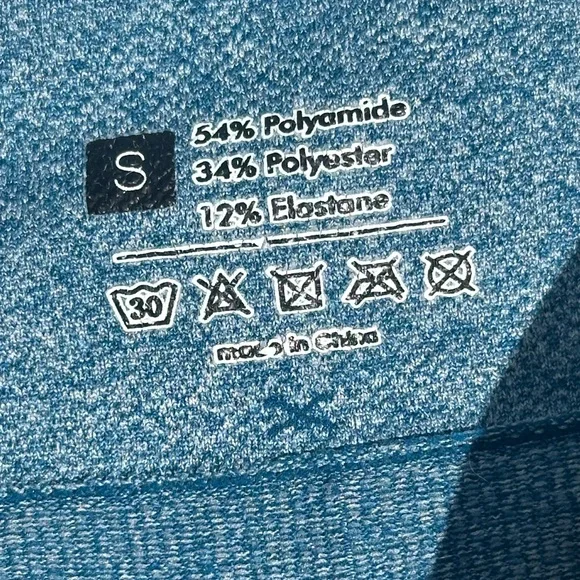 S
54% Polyamide
34% Polyester
12% Elastane
30
made in China